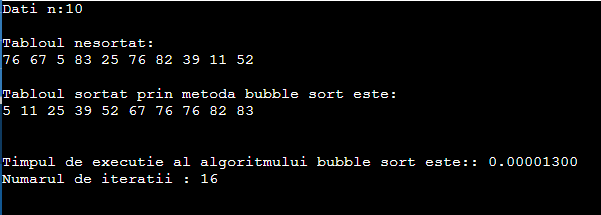 Dati n:10
Tabloul nesortat:
76 67 5 83 25 76 82 39 11 52
Tabloul sortat prin metoda bubble sort este:
5 11 25 39 52 67 76 76 82 83
Timpul de executie al algoritmului bubble sort este:: 0.00001300
Numarul de iteratii : 16